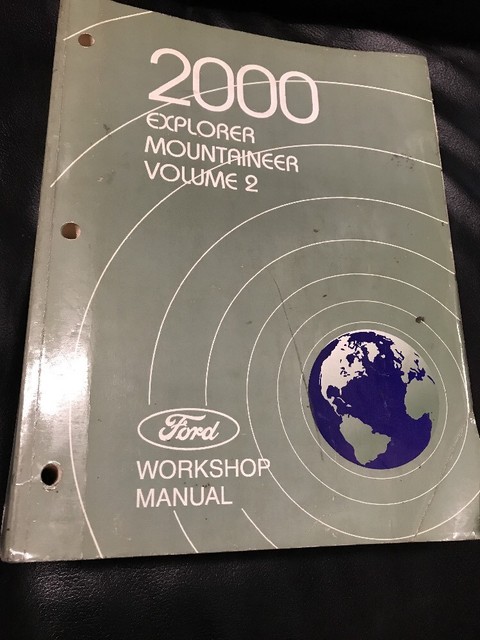 2000
EXPLORER
MOUNTAINEER
VOLUME 2
Ford
WORKSHOP
MANUAL